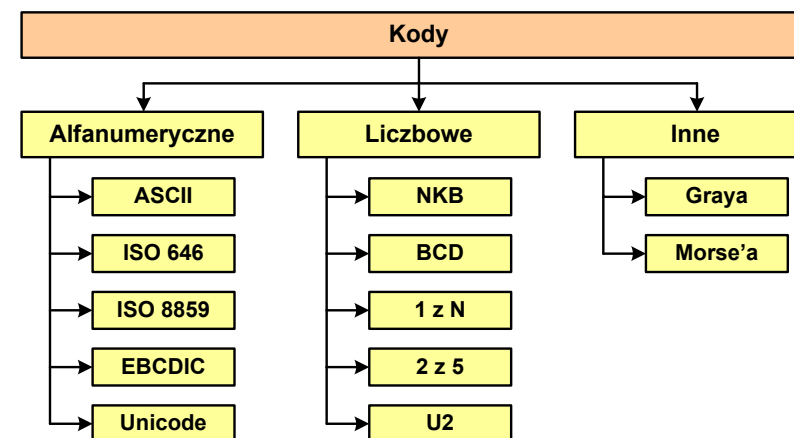 Kody
Alfanumeryczne
ASCII
ISO 646
ISO 8859
EBCDIC
Unicode
Liczbowe
NKB
BCD
1 z N
2 z 5
U2
Inne
Graya
Morse’a